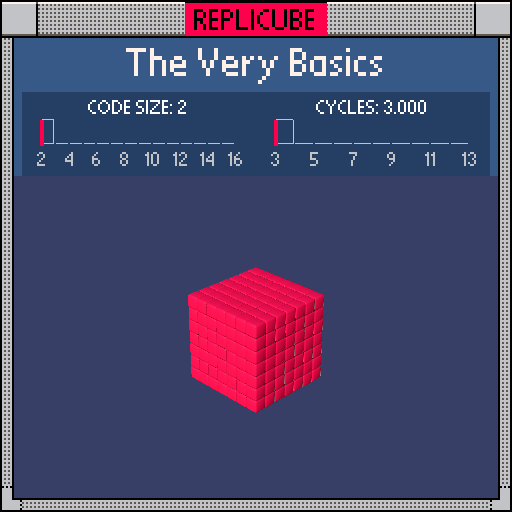 REPLICUBE
The Very Basics
CODE SIZE: 2
2 4 6 8 10 12 14 16
CYCLES: 3.000
3 5 7 9 11 13